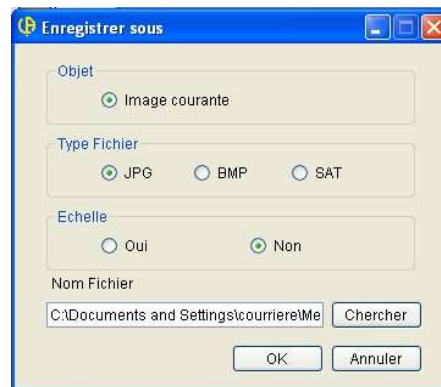 Enregistrer sous
Objet
Image courante
Type Fichier
JPG BMP SAT
Echelle
Oui Non
Nom Fichier
C:\Documents and Settings\courriere\Me Chercher
OK Annuler